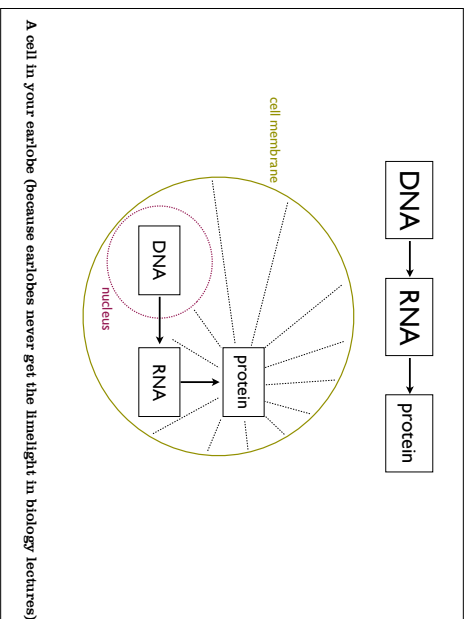 DNA
RNA
protein
cell membrane
protein
DNA
RNA
nucleus
A cell in your earlobe (because earlobes never get the limelight in biology lectures)